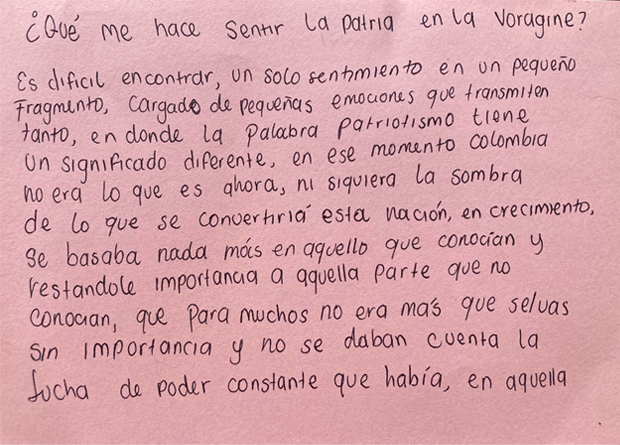 ¿Qué me hace sentir la patria en la Voragine?
Es dificil encontrar, un solo sentimiento en un pequeño
Fragmento, cargado de pequeñas emociones que transmiten
tanto, en donde la palabra patriotismo tiene
un significado diferente, en ese momento colombia
no era lo que es ahora, ni siquiera la sombra
de lo que se convertiria esta nación, en crecimiento,
se basaba nada más en aquello que conocian y
restandole importancia a aquella parte que no
conocian, que para muchos no era más que selvas
sin importancia y no se daban cuenta la
lucha de poder constante que había, en aquella